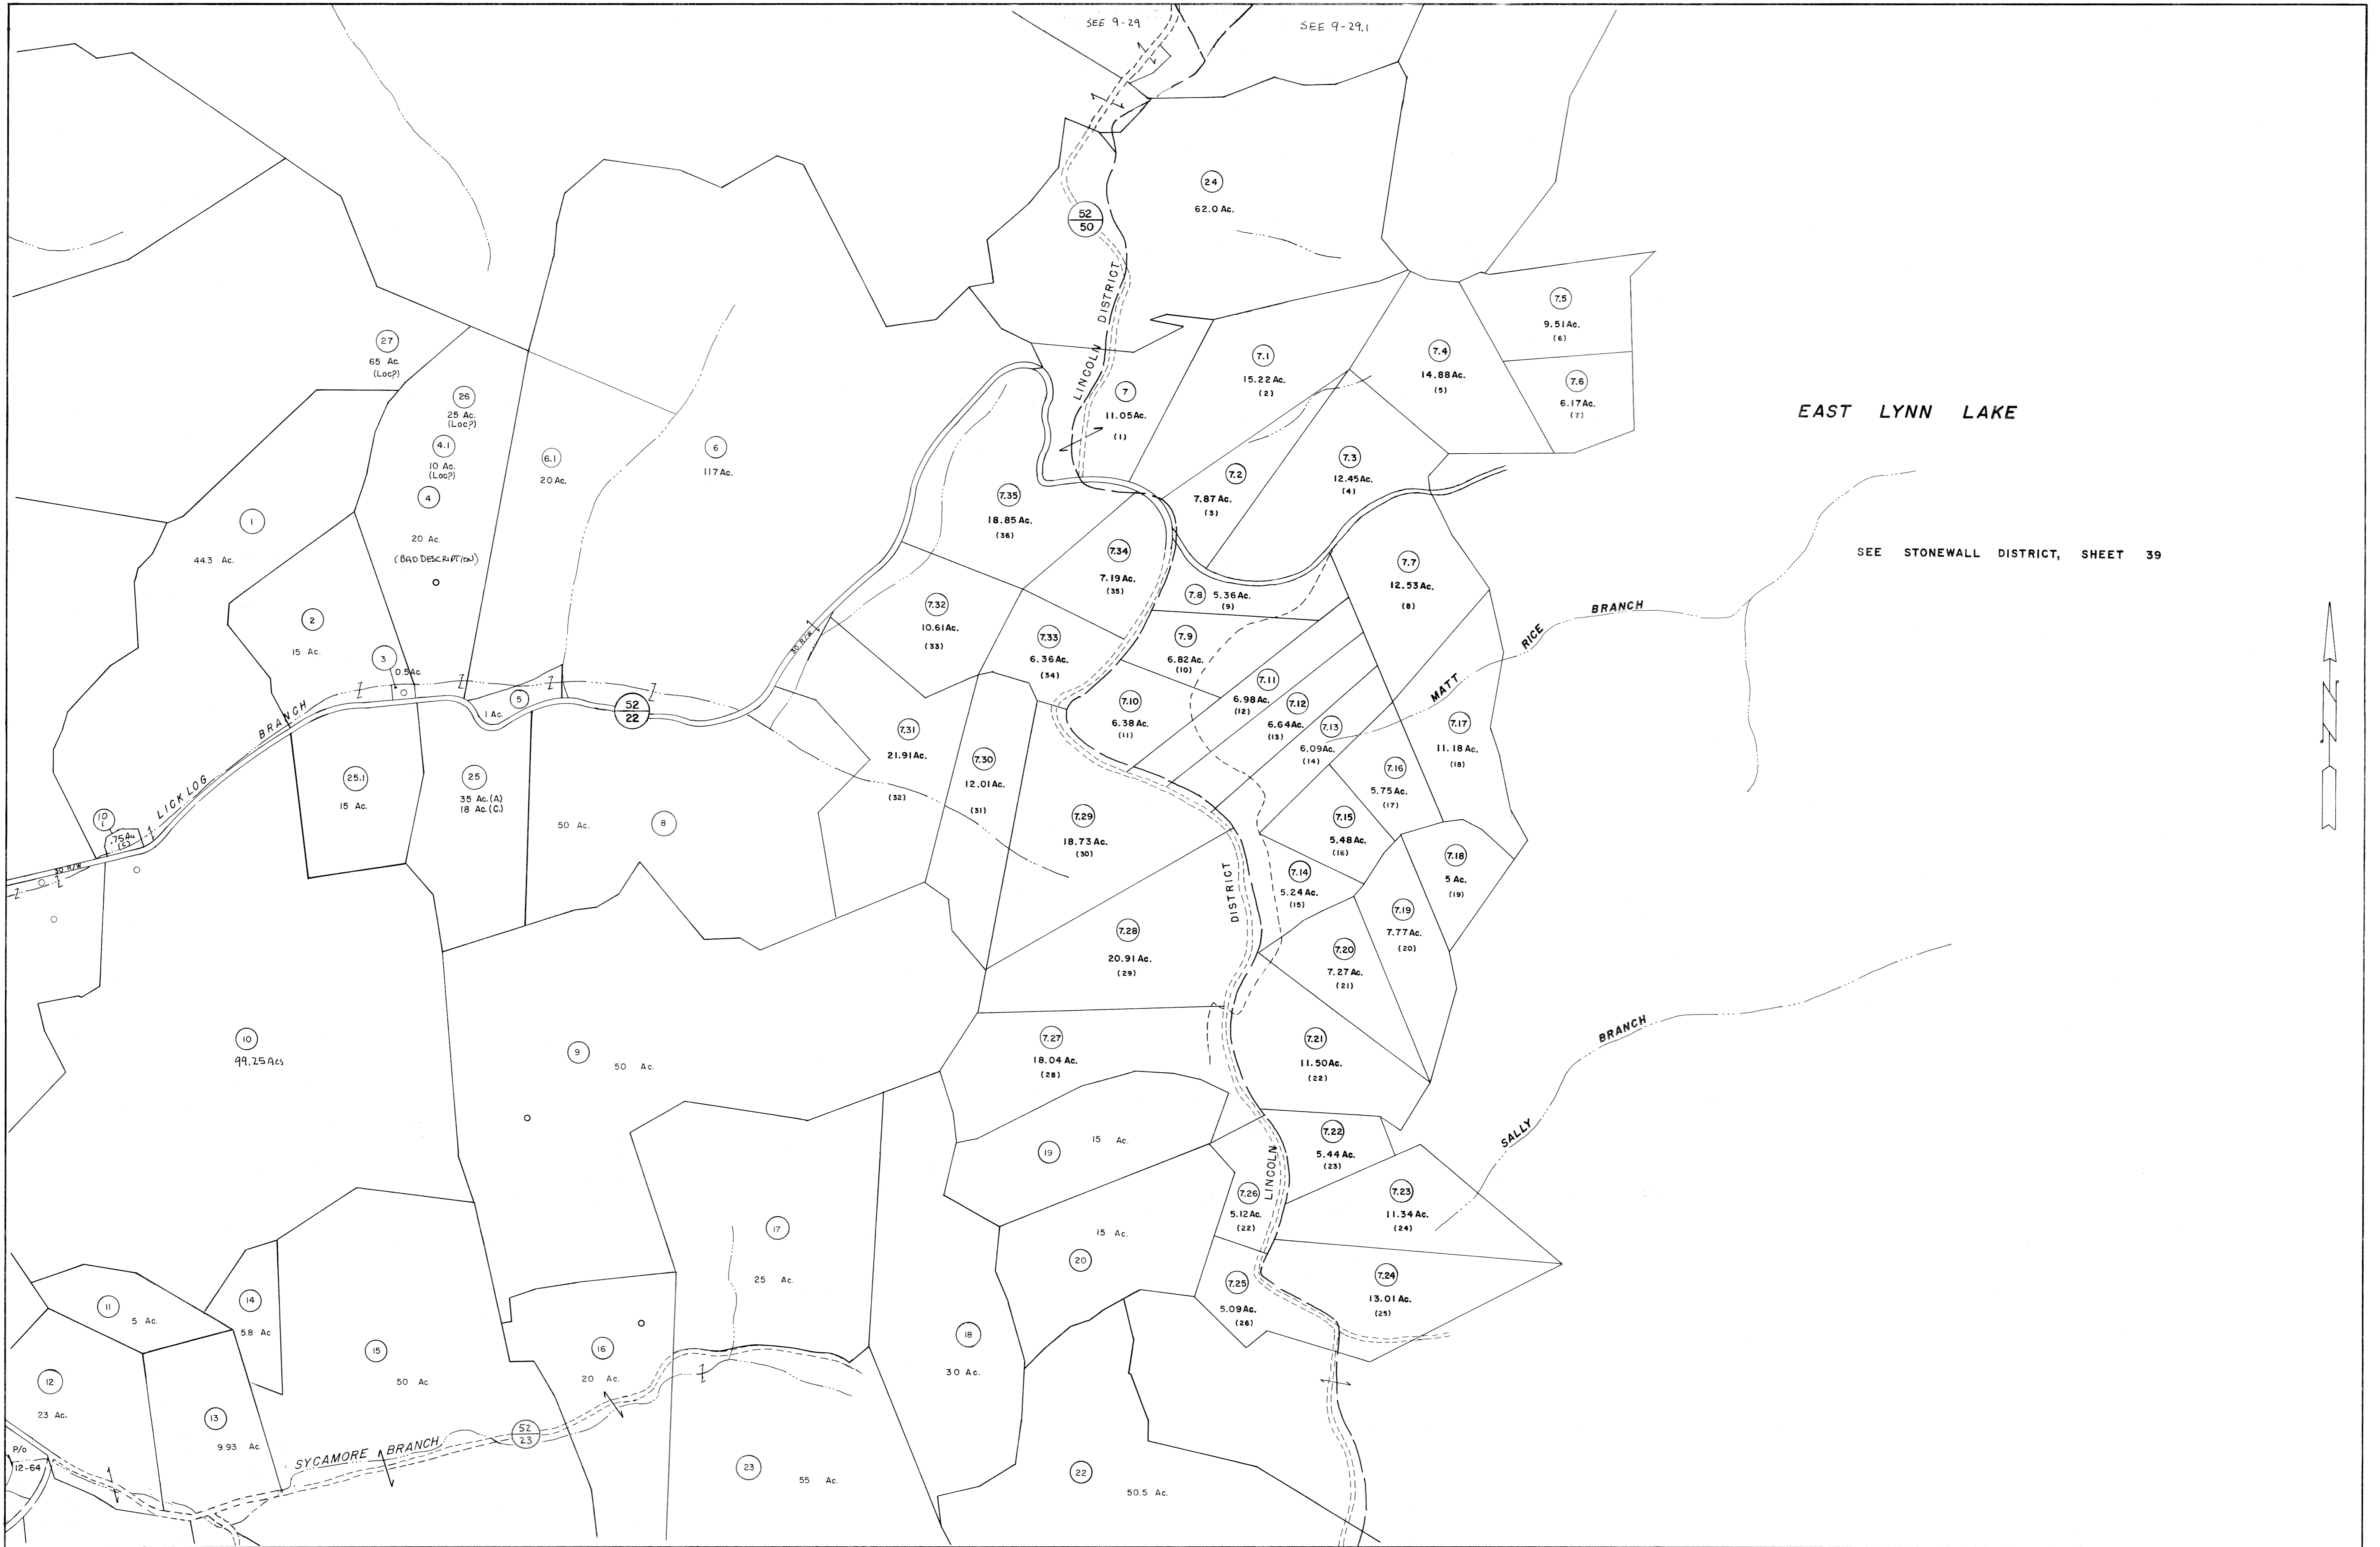 SEE 9-29
SEE 9-29.1
24
62.0 Ac.
52
50
LINCOLN DISTRICT
7.5
9.51 Ac.
(6)
27
65 Ac.
(Loc?)
7.1
15.22 Ac.
(2)
7.4
14.88 Ac.
(5)
7.6
6.17 Ac.
(7)
7
11.05 Ac.
(1)
26
25 Ac.
(Loc?)
4.1
10 Ac.
(Loc?)
4
20 Ac.
(BAD DESCRIPTION)
6.1
20 Ac.
6
117 Ac.
EAST LYNN LAKE
1
44.3 Ac.
7.35
18.85 Ac.
(36)
7.2
7.87 Ac.
(3)
7.3
12.45 Ac.
(4)
7.34
7.19 Ac.
(35)
7.7
12.53 Ac.
(8)
SEE STONEWALL DISTRICT, SHEET 39
2
15 Ac.
7.32
10.61 Ac.
(33)
7.8 5.36 Ac.
(9)
MATT RICE BRANCH
3
0.5 Ac.
30 R/W
7.33
6.36 Ac.
(34)
7.9
6.82 Ac.
(10)
5
1 Ac.
52
22
7.11
6.98 Ac.
(12)
7.10
6.38 Ac.
(11)
7.12
6.64 Ac.
(13)
7.13
6.09 Ac.
(14)
7.17
11.18 Ac.
(18)
N
LICKLOG BRANCH
7.31
21.91 Ac.
(32)
7.30
12.01 Ac.
(31)
7.16
5.75 Ac.
(17)
25.1
15 Ac.
25
35 Ac.(A)
18 Ac.(C.)
50 Ac.
8
10
1
.75 Au
(C)
30 R/W
7.29
18.73 Ac.
(30)
7.15
5.48 Ac.
(16)
7.18
5 Ac.
(19)
7.14
5.24 Ac.
(15)
7.19
7.77 Ac.
(20)
7.28
20.91 Ac.
(29)
7.20
7.27 Ac.
(21)
LINCOLN DISTRICT
10
99.25 Acs
9
50 Ac.
7.27
18.04 Ac.
(28)
7.21
11.50 Ac.
(22)
SALLY BRANCH
19
15 Ac.
7.22
5.44 Ac.
(23)
7.26
5.12 Ac.
(22)
7.23
11.34 Ac.
(24)
17
25 Ac.
15 Ac.
20
7.25
5.09 Ac.
(26)
7.24
13.01 Ac.
(25)
11
5 Ac.
14
5.8 Ac
15
50 Ac.
16
20 Ac.
18
30 Ac.
12
23 Ac.
13
9.93 Ac
P/o
12-64
SYCAMORE BRANCH
52
23
23
55 Ac.
22
50.5 Ac.